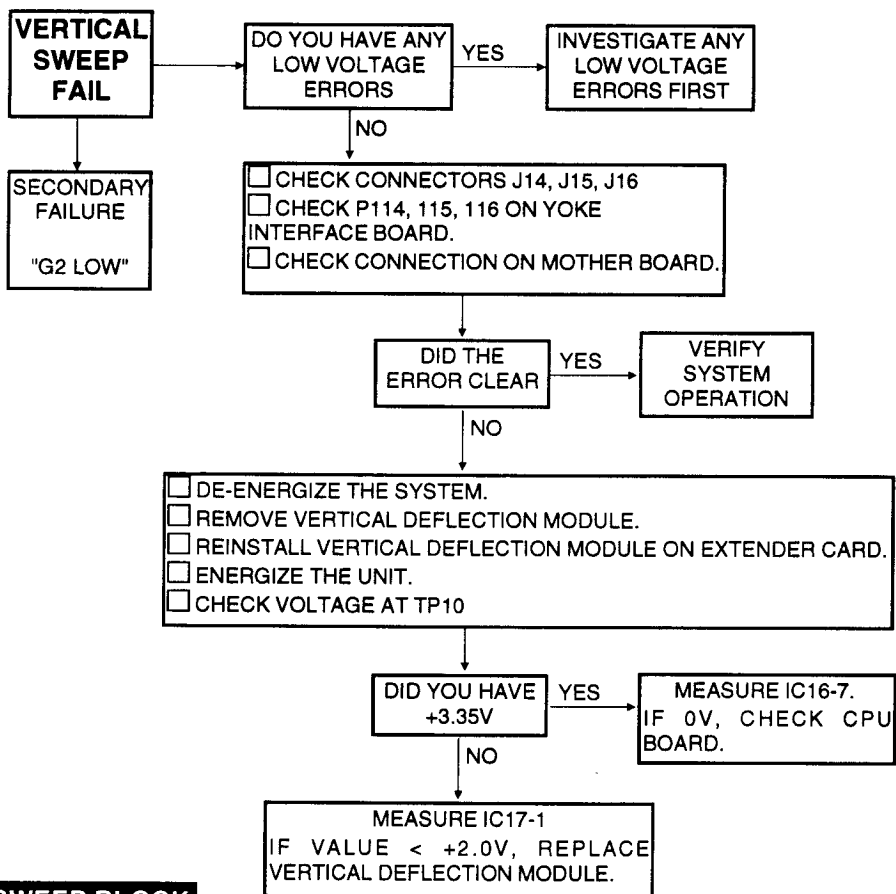 VERTICAL
SWEEP
FAIL
DO YOU HAVE ANY
LOW VOLTAGE
ERRORS
YES
INVESTIGATE ANY
LOW VOLTAGE
ERRORS FIRST
NO
SECONDARY
FAILURE
"G2 LOW"
CHECK CONNECTORS J14, J15, J16
CHECK P114, 115, 116 ON YOKE
INTERFACE BOARD.
CHECK CONNECTION ON MOTHER BOARD.
DID THE
ERROR CLEAR
YES
VERIFY
SYSTEM
OPERATION
NO
DE-ENERGIZE THE SYSTEM.
REMOVE VERTICAL DEFLECTION MODULE.
REINSTALL VERTICAL DEFLECTION MODULE ON EXTENDER CARD.
ENERGIZE THE UNIT.
CHECK VOLTAGE AT TP10
DID YOU HAVE
+3.35V
YES
MEASURE IC16-7.
IF 0V, CHECK CPU
BOARD.
NO
MEASURE IC17-1
IF VALUE < +2.0V, REPLACE
VERTICAL DEFLECTION MODULE.
SWEEP BLOCK